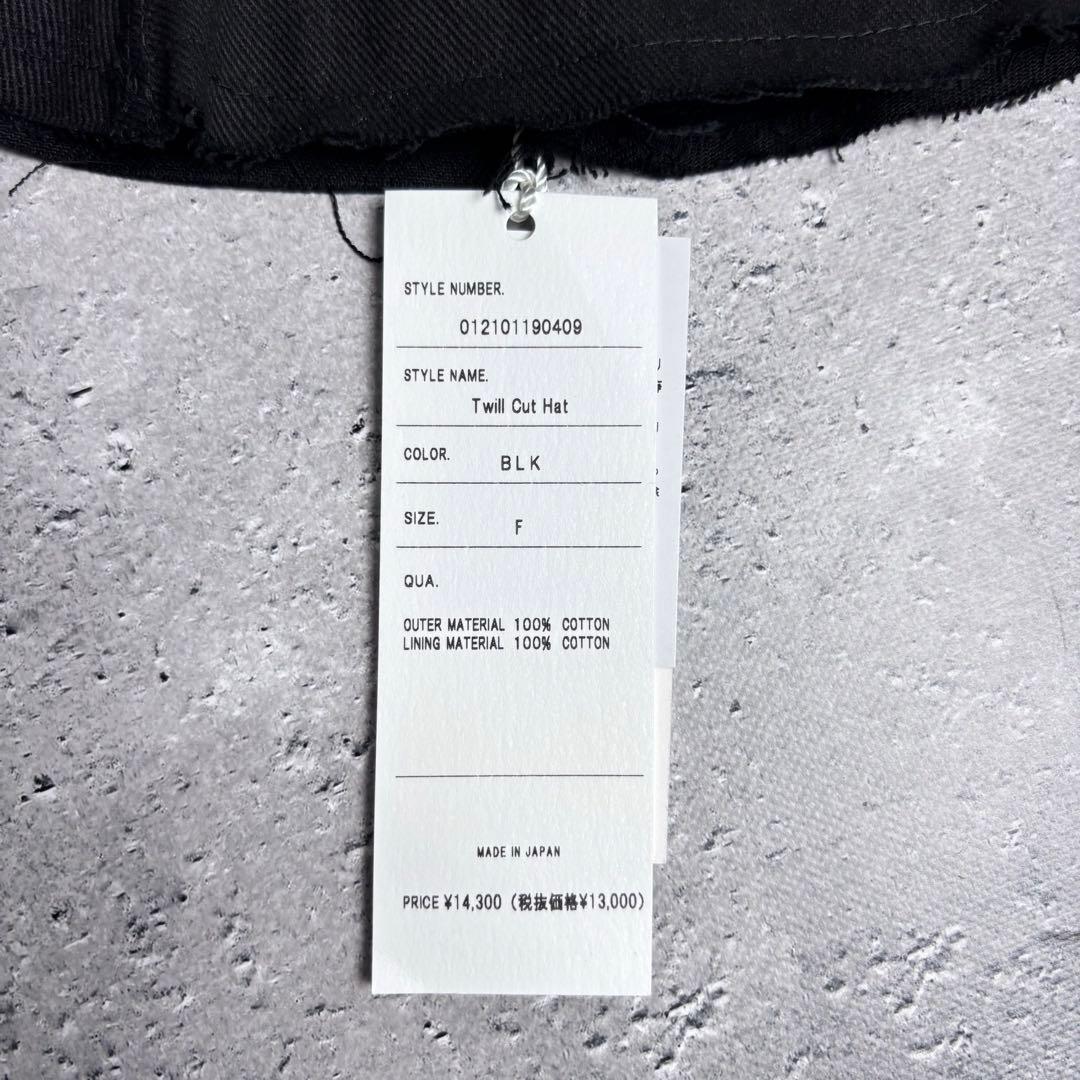 STYLE NUMBER.
012101190409
STYLE NAME.
Twill Cut Hat
COLOR.
BLK
SIZE.
F
QUA.
OUTER MATERIAL 100% COTTON
LINING MATERIAL 100% COTTON
MADE IN JAPAN
PRICE ¥14,300 (税抜価格¥13,000)